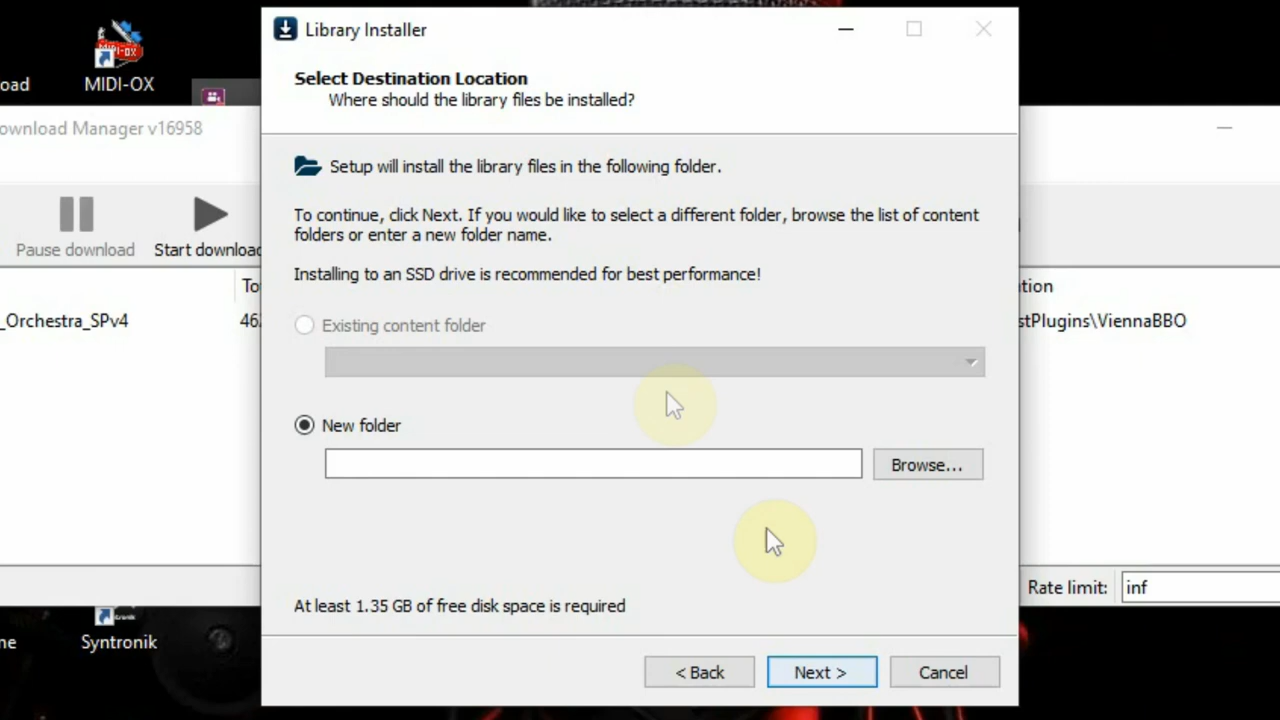 Library Installer
Select Destination Location
Where should the library files be installed?
Setup will install the library files in the following folder.
To continue, click Next. If you would like to select a different folder, browse the list of content
folders or enter a new folder name.
Installing to an SSD drive is recommended for best performance!
Existing content folder
New folder
Browse...
At least 1.35 GB of free disk space is required
< Back
Next >
Cancel
oad
MIDI-OX
ownload Manager v16958
Pause download
Start download
To
tion
_Orchestra_SPv4
46
stPlugins\ViennaBBO
Rate limit:
inf
me
Syntronik